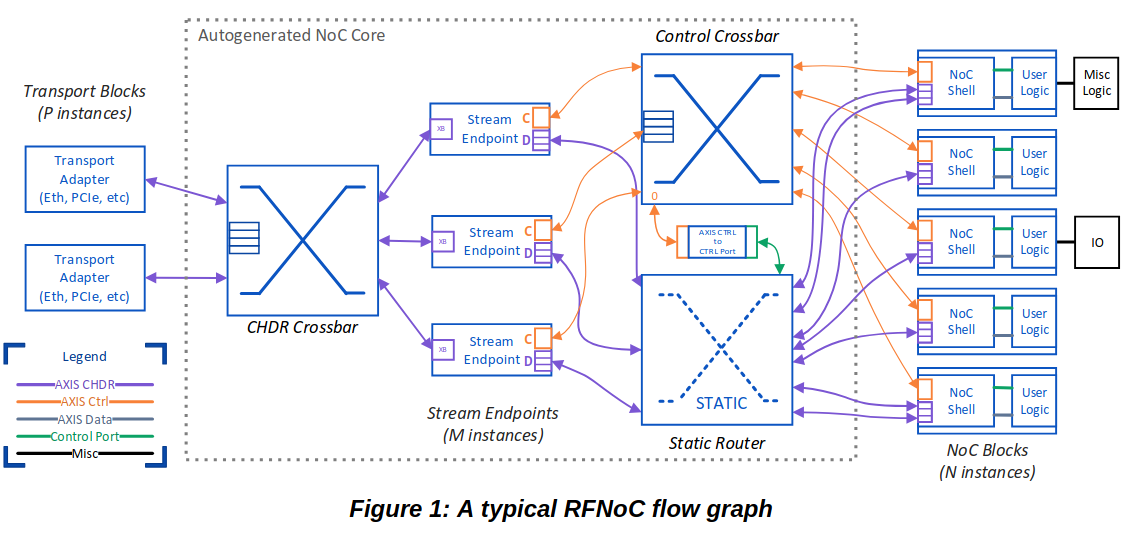 Autogenerated NoC Core
Control Crossbar
Transport Blocks
(P instances)
Transport
Adapter
(Eth, PCIe, etc)
Transport
Adapter
(Eth, PCIe, etc)
CHDR Crossbar
XB
Stream
Endpoint
C
D
XB
Stream
Endpoint
C
D
XB
Stream
Endpoint
C
D
Stream Endpoints
(M instances)
0
AXIS CTRL
to
CTRL Port
STATIC
Static Router
NoC
Shell
User
Logic
Misc
Logic
NoC
Shell
User
Logic
NoC
Shell
User
Logic
IO
NoC
Shell
User
Logic
NoC
Shell
User
Logic
NoC Blocks
(N instances)
Legend
AXIS CHDR
AXIS Ctrl
AXIS Data
Control Port
Misc
Figure 1: A typical RFNoC flow graph